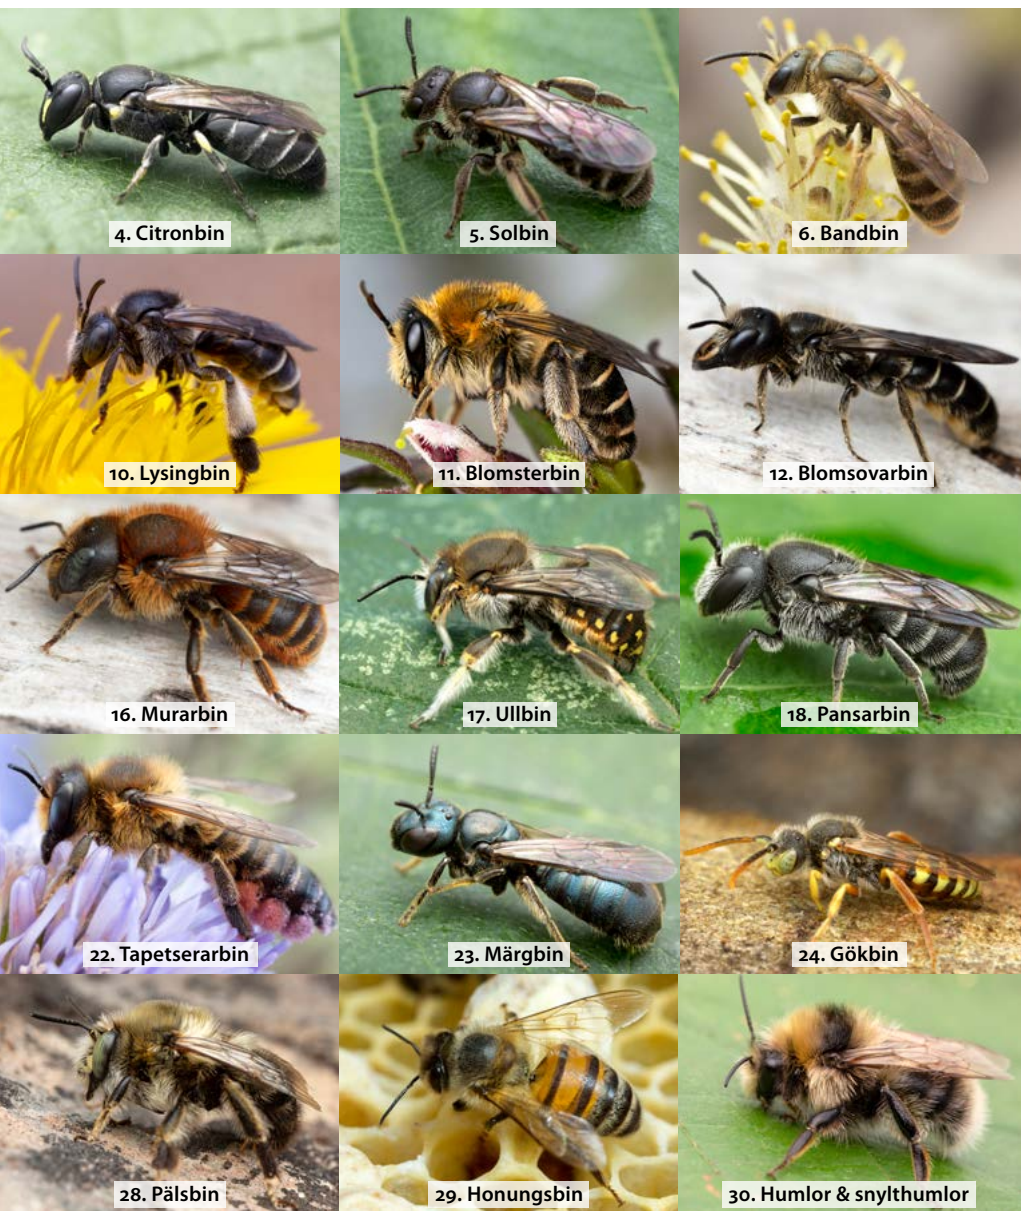 4. Citronbin
5. Solbin
6. Bandbin
10. Lysingbin
11. Blomsterbin
12. Blomsovarbin
16. Murarbin
17. Ullbin
18. Pansarbin
22. Tapetserarbin
23. Märgbin
24. Gökbin
28. Pälsbin
29. Honungsbin
30. Humlor & snylthumlor